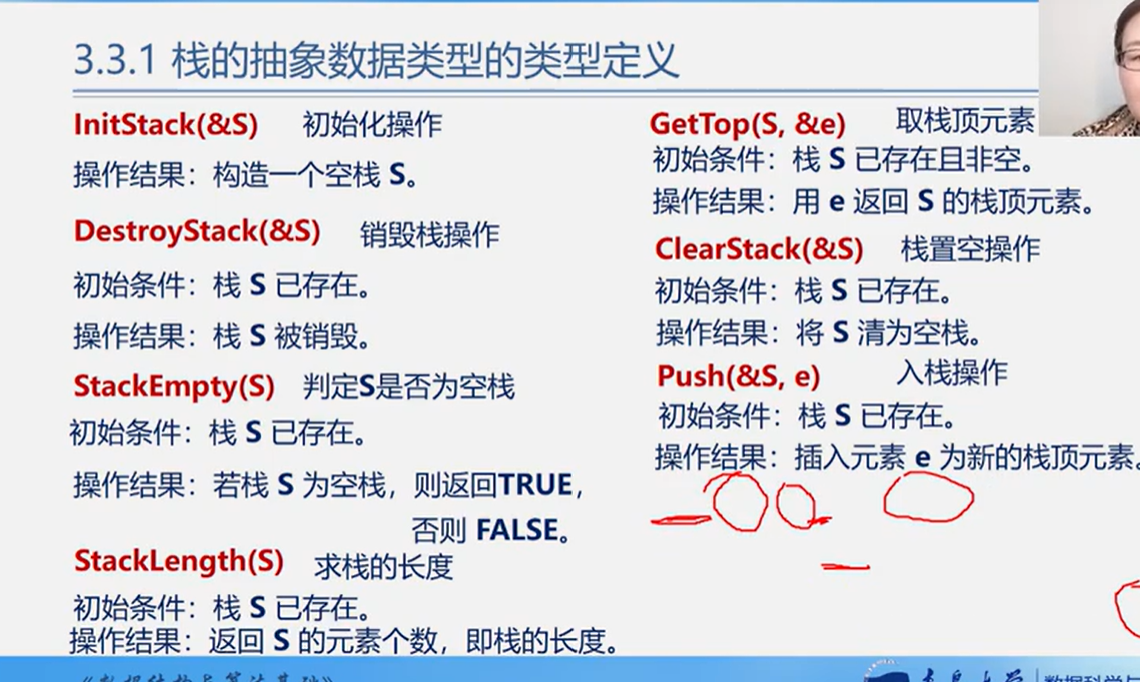 3.3.1 栈的抽象数据类型的类型定义
InitStack(&S) 初始化操作
操作结果：构造一个空栈 S。
DestroyStack(&S) 销毁栈操作
初始条件：栈 S 已存在。
操作结果：栈 S 被销毁。
StackEmpty(S) 判定S是否为空栈
初始条件：栈 S 已存在。
操作结果：若栈 S 为空栈，则返回TRUE，
否则 FALSE。
StackLength(S) 求栈的长度
初始条件：栈 S 已存在。
操作结果：返回 S 的元素个数，即栈的长度。
GetTop(S, &e) 取栈顶元素
初始条件：栈 S 已存在且非空。
操作结果：用 e 返回 S 的栈顶元素。
ClearStack(&S) 栈置空操作
初始条件：栈 S 已存在。
操作结果：将 S 清为空栈。
Push(&S, e) 入栈操作
初始条件：栈 S 已存在。
操作结果：插入元素 e 为新的栈顶元素。